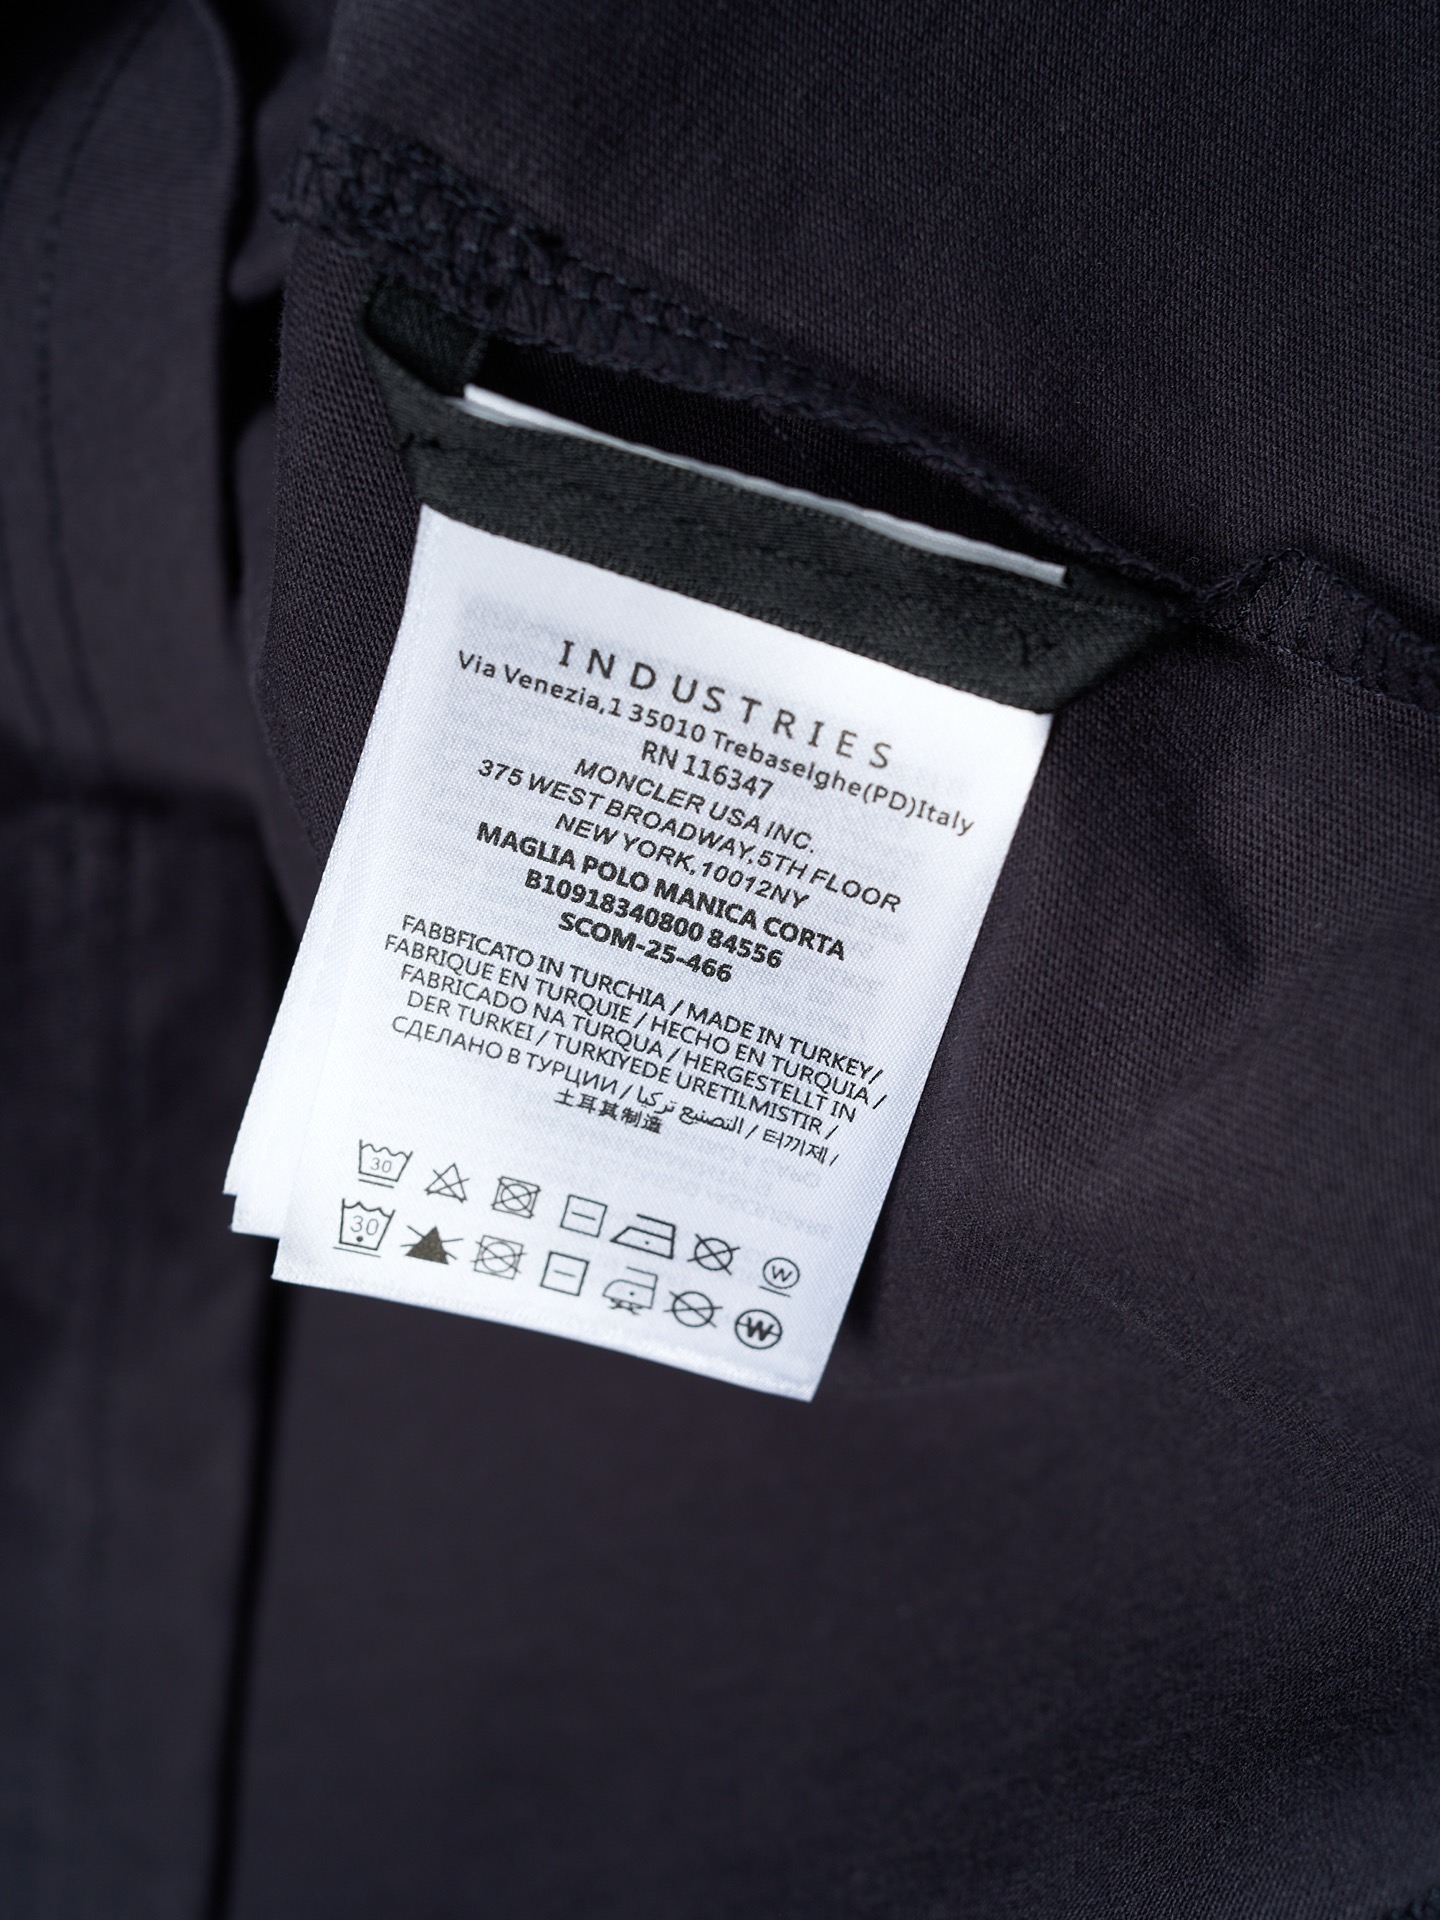 INDUSTRIES
Via Venezia,1 35010 Trebaselghe(PD)Italy
RN 116347
MONCLER USA INC.
375 WEST BROADWAY,5TH FLOOR
NEW YORK,10012NY
MAGLIA POLO MANICA CORTA
B10918340800 84556
SCOM-25-466
FABBFICATO IN TURCHIA / MADE IN TURKEY/
FABRIQUE EN TURQUIE / HECHO EN TURQUIA /
FABRICADO NA TURQUA / HERGESTELLT IN
DER TURKEI / TURKIYEDE URETILMISTIR /
СДЕЛАНО В ТУРЦИИ / التصنيع تركيا / 터끼제 /
土耳其制造
30 W
30 W